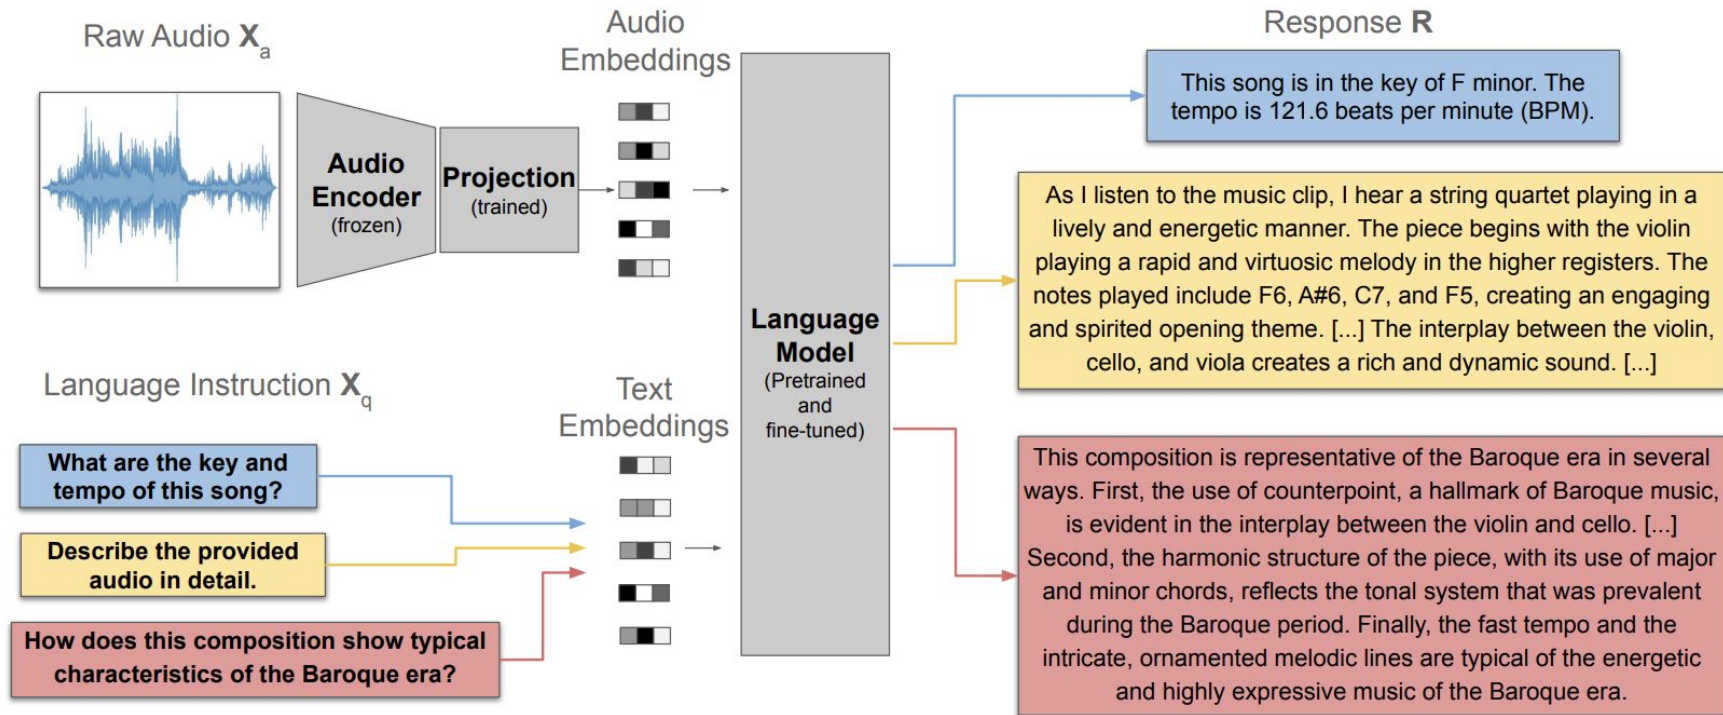 Raw Audio Xa
Audio
Embeddings
Response R
Audio
Encoder
(frozen)
Projection
(trained)
Language Instruction Xq
What are the key and
tempo of this song?
Describe the provided
audio in detail.
How does this composition show typical
characteristics of the Baroque era?
Text
Embeddings
Language
Model
(Pretrained
and
fine-tuned)
This song is in the key of F minor. The
tempo is 121.6 beats per minute (BPM).
As I listen to the music clip, I hear a string quartet playing in a
lively and energetic manner. The piece begins with the violin
playing a rapid and virtuosic melody in the higher registers. The
notes played include F6, A#6, C7, and F5, creating an engaging
and spirited opening theme. [...] The interplay between the violin,
cello, and viola creates a rich and dynamic sound. [...]
This composition is representative of the Baroque era in several
ways. First, the use of counterpoint, a hallmark of Baroque music,
is evident in the interplay between the violin and cello. [...]
Second, the harmonic structure of the piece, with its use of major
and minor chords, reflects the tonal system that was prevalent
during the Baroque period. Finally, the fast tempo and the
intricate, ornamented melodic lines are typical of the energetic
and highly expressive music of the Baroque era.